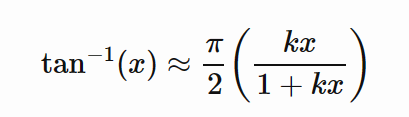 tan⁻¹(x) ≈ π/2 (kx/(1 + kx))